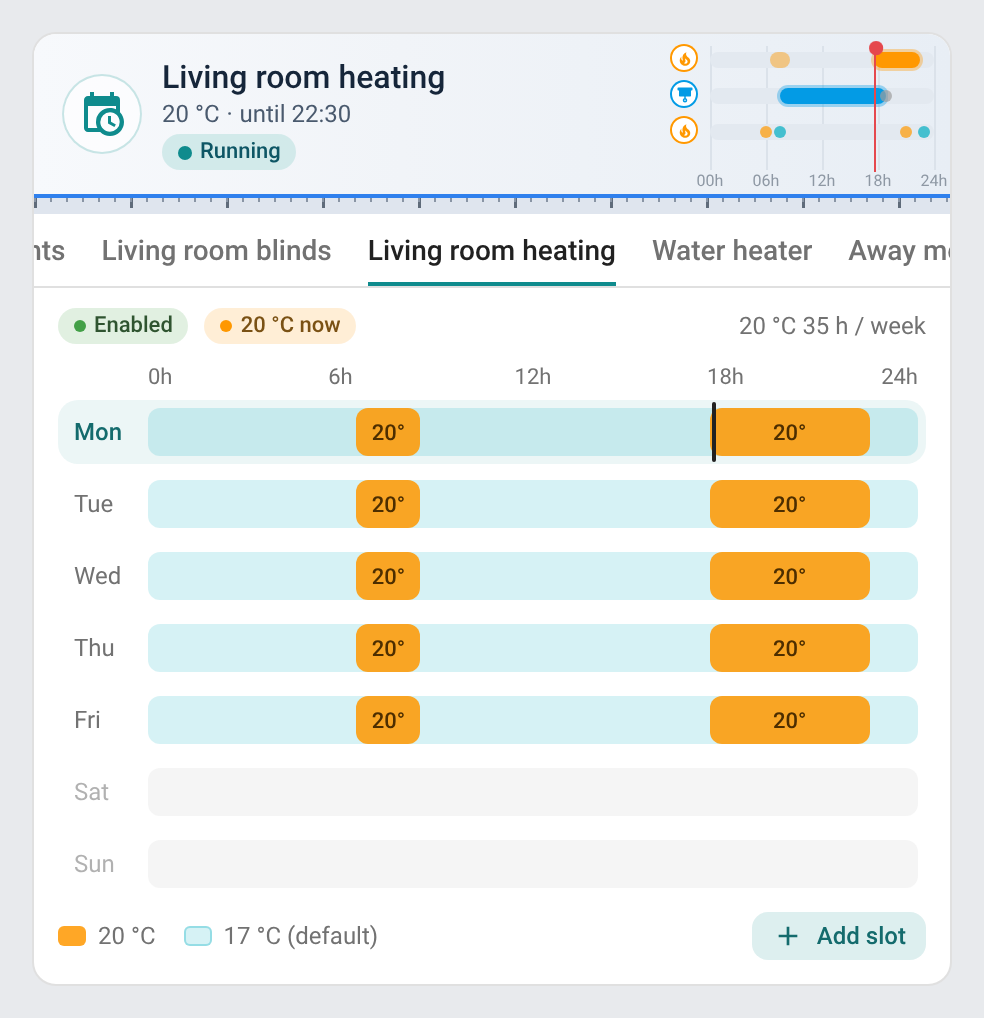 Living room heating
20 °C · until 22:30
Running
00h 06h 12h 18h 24h
nts Living room blinds Living room heating Water heater Away m
Enabled 20 °C now 20 °C 35 h / week
0h 6h 12h 18h 24h
Mon 20° 20°
Tue 20° 20°
Wed 20° 20°
Thu 20° 20°
Fri 20° 20°
Sat
Sun
20 °C 17 °C (default) + Add slot